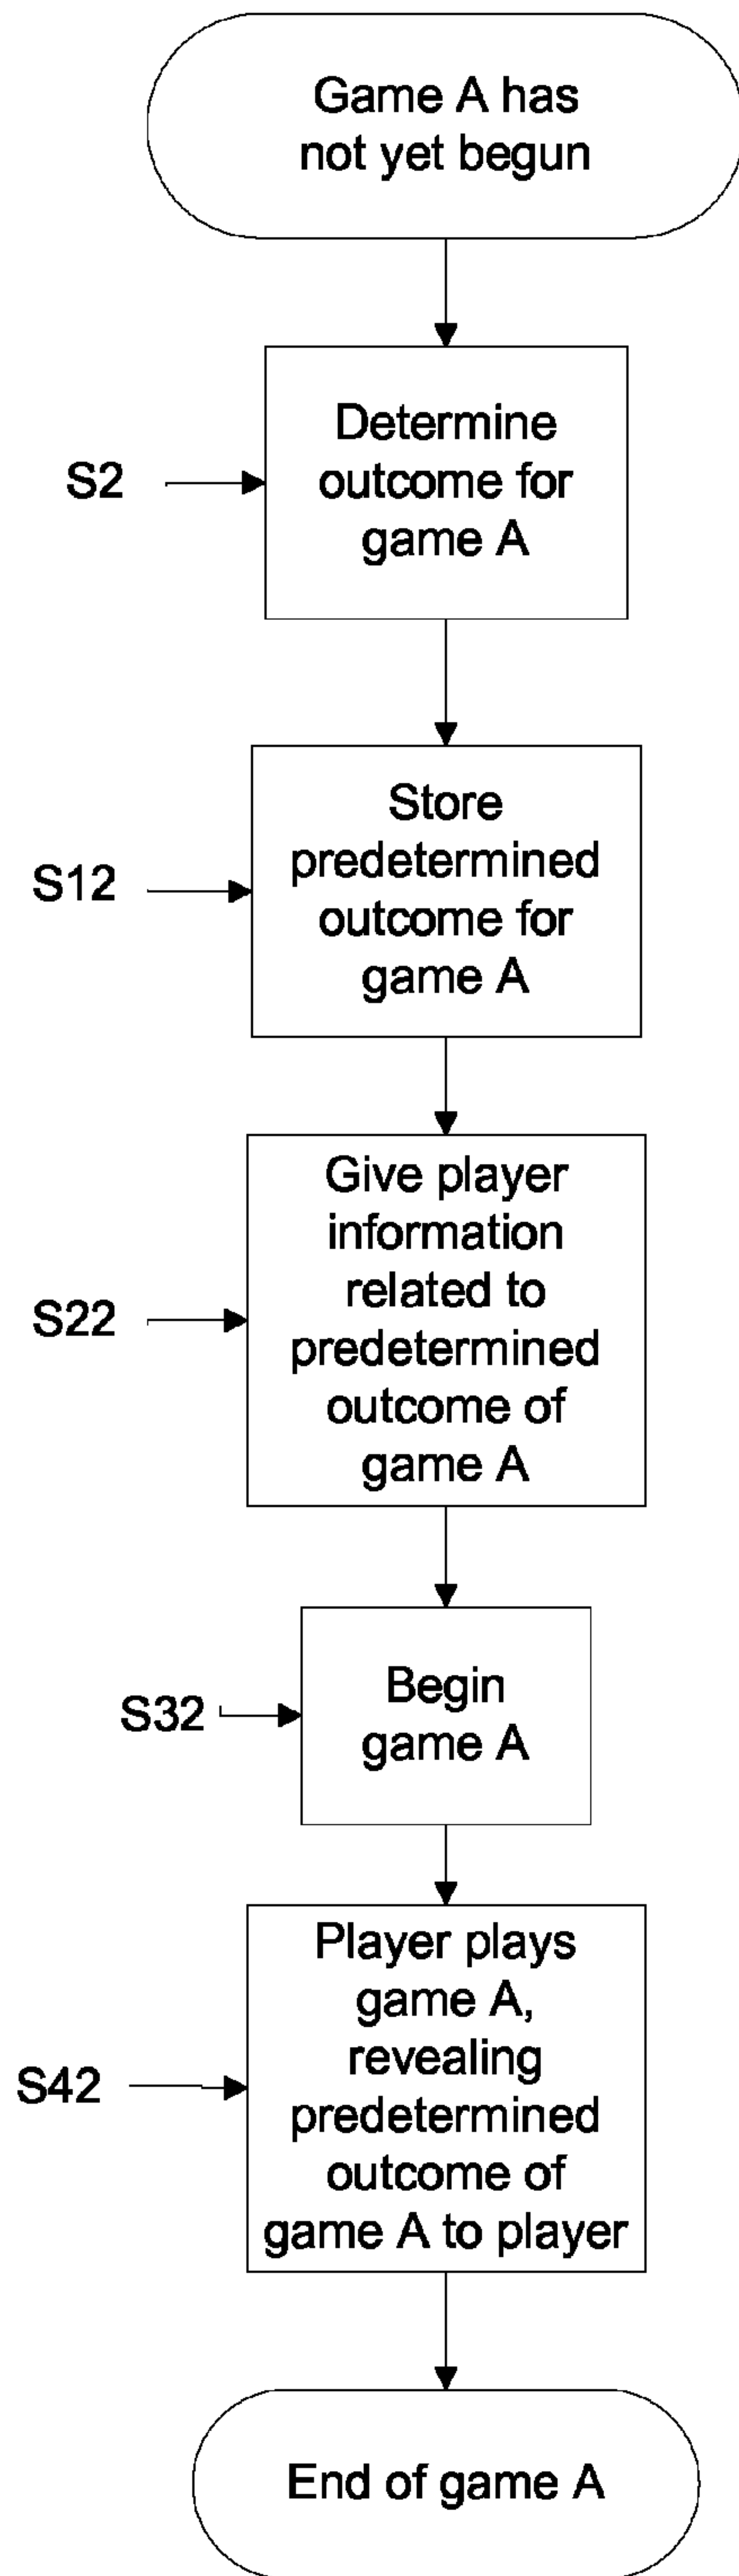 Game A has
not yet begun
S2
Determine
outcome for
game A
S12
Store
predetermined
outcome for
game A
S22
Give player
information
related to
predetermined
outcome of
game A
S32
Begin
game A
S42
Player plays
game A,
revealing
predetermined
outcome of
game A to player
End of game A